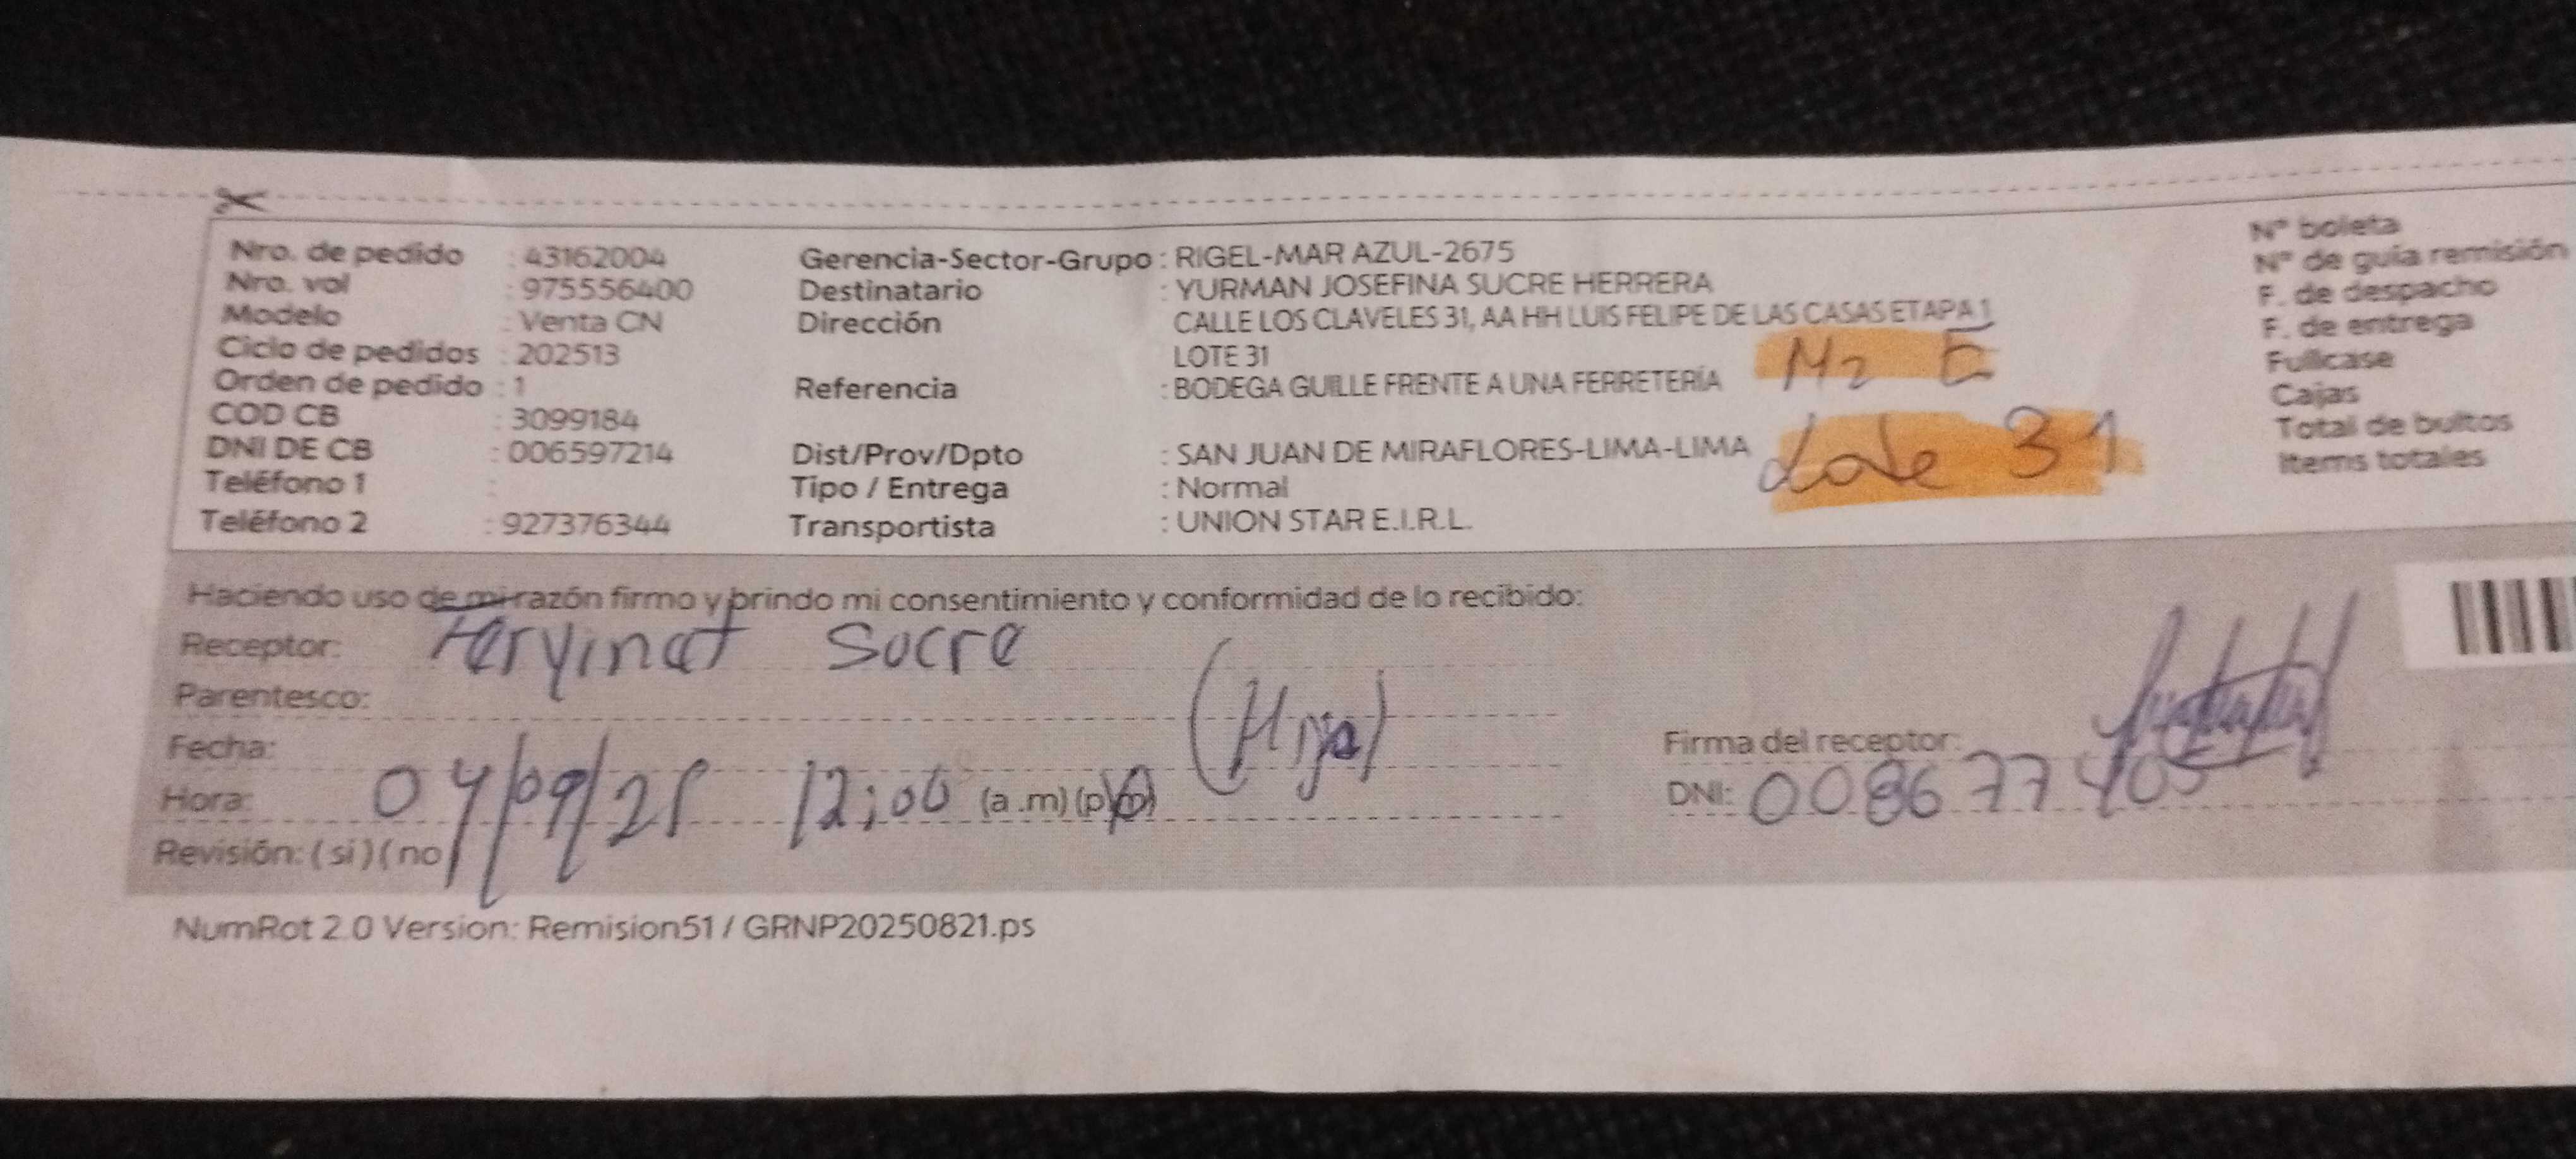 Nro. de pedido : 43162004
Nro. vol : 975556400
Modelo : Venta CN
Ciclo de pedidos : 202513
Orden de pedido : 1
COD CB : 3099184
DNI DE CB : 006597214
Teléfono 1 :
Teléfono 2 : 927376344
Gerencia-Sector-Grupo : RIGEL-MAR AZUL-2675
Destinatario : YURMAN JOSEFINA SUCRE HERRERA
Dirección CALLE LOS CLAVELES 31, AA HH LUIS FELIPE DE LAS CASAS ETAPA 1
LOTE 31
Referencia : BODEGA GUILLE FRENTE A UNA FERRETERÍA
Dist/Prov/Dpto : SAN JUAN DE MIRAFLORES-LIMA-LIMA
Tipo / Entrega : Normal
Transportista : UNION STAR E.I.R.L.
Mz E
Lote 31
Nº boleta
Nº de guía remisión
F. de despacho
F. de entrega
Fullcase
Cajas
Total de bultos
Items totales
Haciendo uso de mi razón firmo y brindo mi consentimiento y conformidad de lo recibido:
Receptor: Sucre
Parentesco: (Hija)
Fecha:
Hora: 04/09/25 12:00 (a .m) (p
Revisión: (si) (no
Firma del receptor:
DNI: 008677405
NumRot 2.0 Version: Remision51 / GRNP20250821.ps